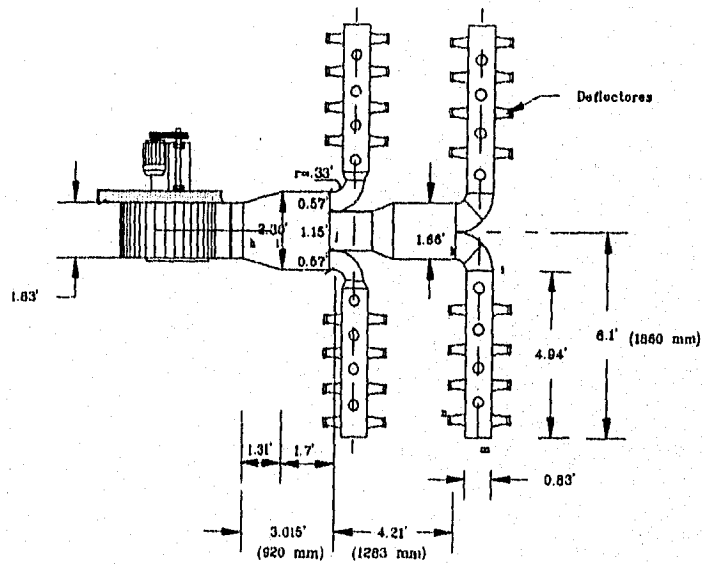 Deflectores
r=.33'
0.57'
2.30'
1.15'
h
i
j
1.66'
k
0.57'
1.83'
l
4.94'
6.1' (1860 mm)
n
m
1.31'
1.7'
0.83'
3.015'
(920 mm)
4.21'
(1283 mm)